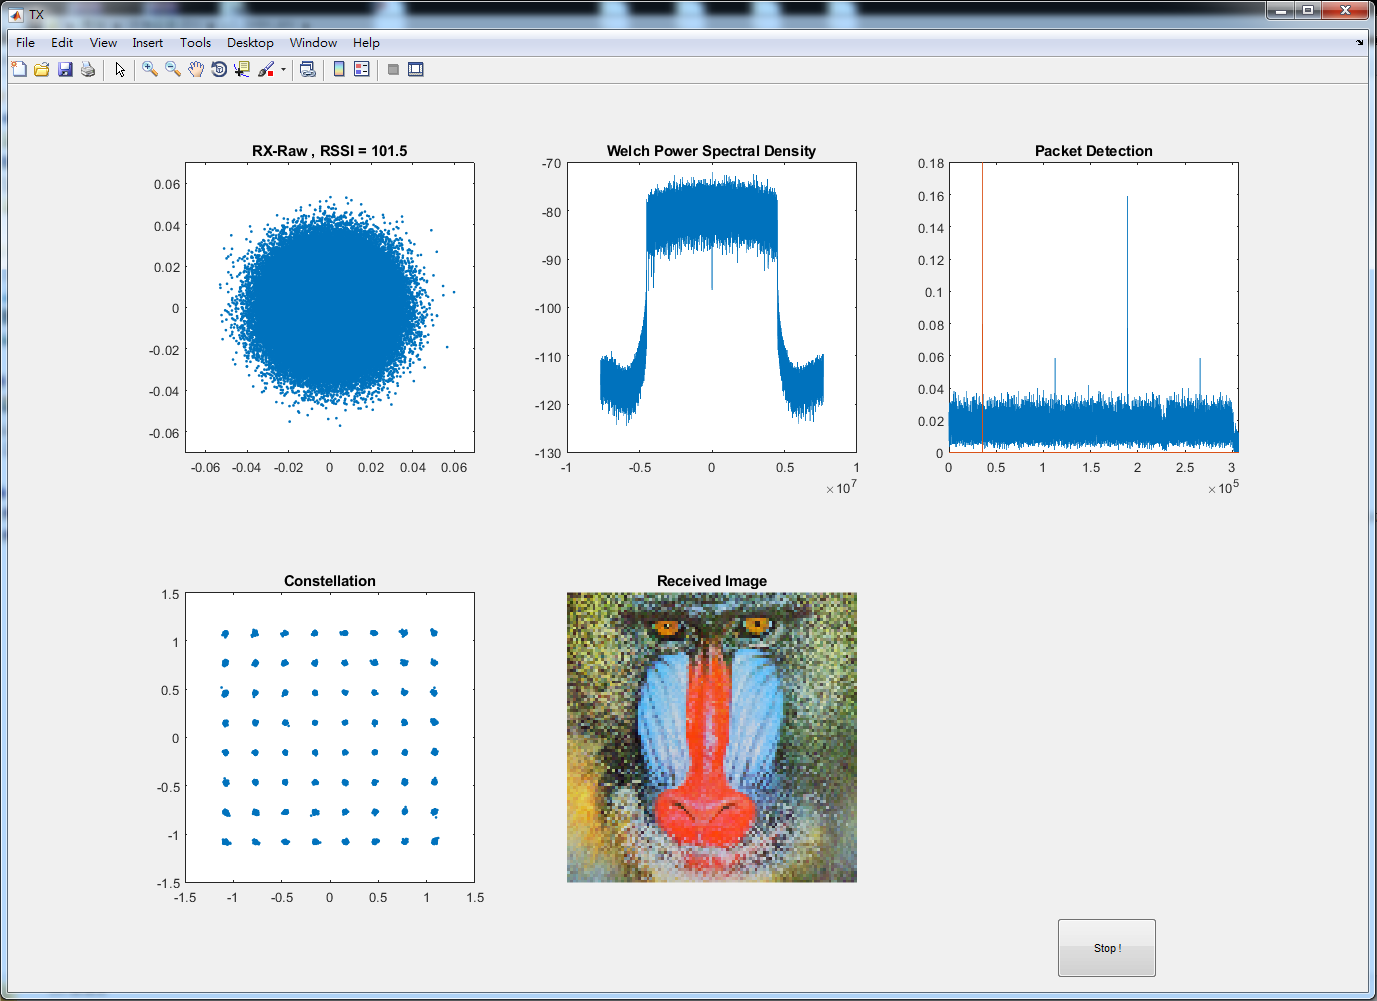 TX
File Edit View Insert Tools Desktop Window Help
RX-Raw , RSSI = 101.5
0.06
0.04
0.02
0
-0.02
-0.04
-0.06
-0.06 -0.04 -0.02 0 0.02 0.04 0.06
Welch Power Spectral Density
-70
-80
-90
-100
-110
-120
-130
-1 -0.5 0 0.5 1
×10^7
Packet Detection
0.18
0.16
0.14
0.12
0.1
0.08
0.06
0.04
0.02
0
0 0.5 1 1.5 2 2.5 3
×10^5
Constellation
1.5
1
0.5
0
-0.5
-1
-1.5
-1.5 -1 -0.5 0 0.5 1 1.5
Received Image
Stop !